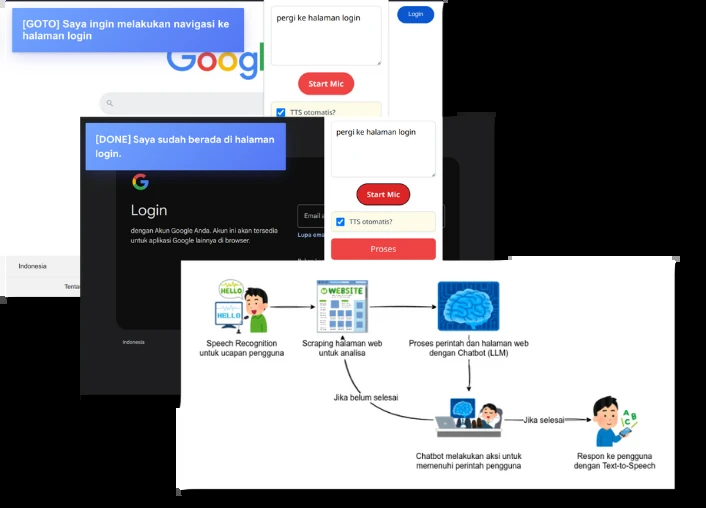 [GOTO] Saya ingin melakukan navigasi ke
halaman login
Googl
pergi ke halaman login
Start Mic
TTS otomatis?
Login
[DONE] Saya sudah berada di halaman
login.
Login
dengan Akun Google Anda. Akun ini akan tersedia
untuk aplikasi Google lainnya di browser.
Email
Lupa ema
pergi ke halaman login
Start Mic
TTS otomatis?
Proses
Indonesia
Tenta
Indonesia
HELLO
HELLO
WEBSITE
Speech Recognition
untuk ucapan pengguna
Scraping halaman web
untuk analisa
Proses perintah dan halaman web
dengan Chatbot (LLM)
Jika belum selesai
Jika selesai
A B
C
Chatbot melakukan aksi untuk
memenuhi perintah pengguna
Respon ke pengguna
dengan Text-to-Speech